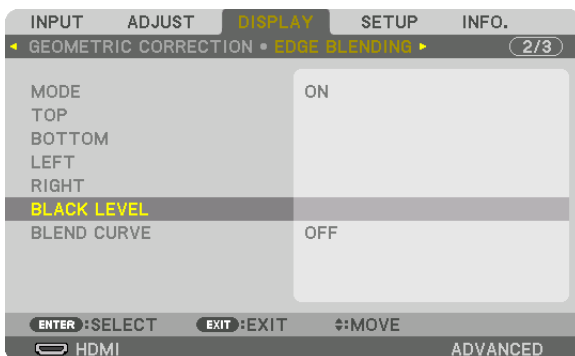 INPUT ADJUST DISPLAY SETUP INFO.
GEOMETRIC CORRECTION • EDGE BLENDING 2/3
MODE ON
TOP
BOTTOM
LEFT
RIGHT
BLACK LEVEL
BLEND CURVE OFF
ENTER :SELECT EXIT :EXIT :MOVE
HDMI ADVANCED